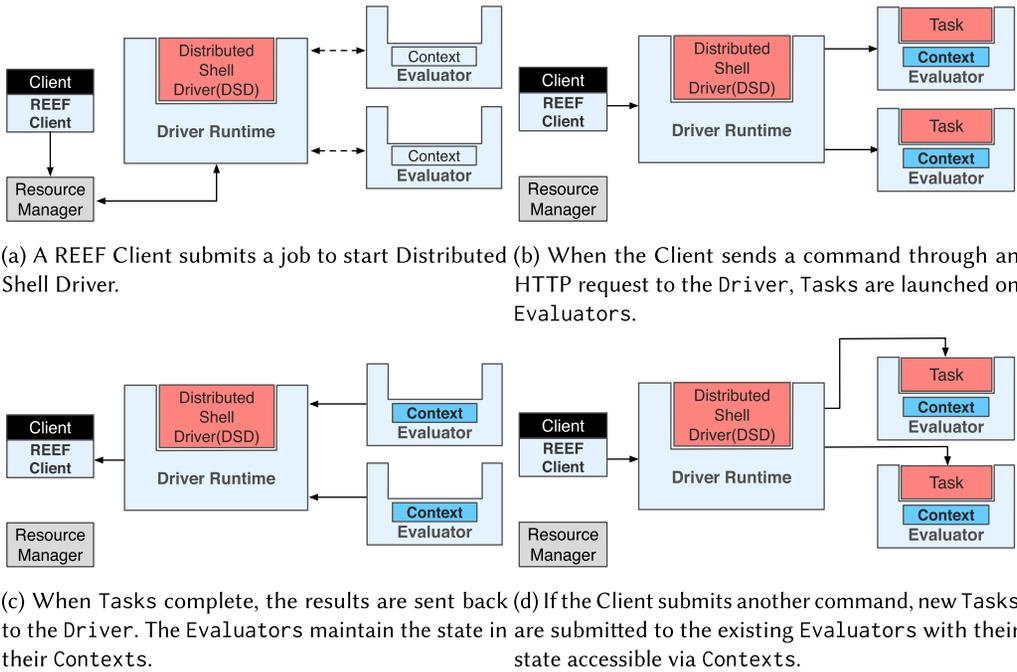 Client
REEF
Client
Resource
Manager
Distributed
Shell
Driver(DSD)
Driver Runtime
Context
Evaluator
Context
Evaluator
(a) A REEF Client submits a job to start Distributed
Shell Driver.
Client
REEF
Client
Resource
Manager
Distributed
Shell
Driver(DSD)
Driver Runtime
Task
Context
Evaluator
Task
Context
Evaluator
(b) When the Client sends a command through an
HTTP request to the Driver, Tasks are launched on
Evaluators.
Client
REEF
Client
Resource
Manager
Distributed
Shell
Driver(DSD)
Driver Runtime
Context
Evaluator
Context
Evaluator
(c) When Tasks complete, the results are sent back
to the Driver. The Evaluators maintain the state in
their Contexts.
Client
REEF
Client
Resource
Manager
Distributed
Shell
Driver(DSD)
Driver Runtime
Task
Context
Evaluator
Task
Context
Evaluator
(d) If the Client submits another command, new Tasks
are submitted to the existing Evaluators with their
state accessible via Contexts.